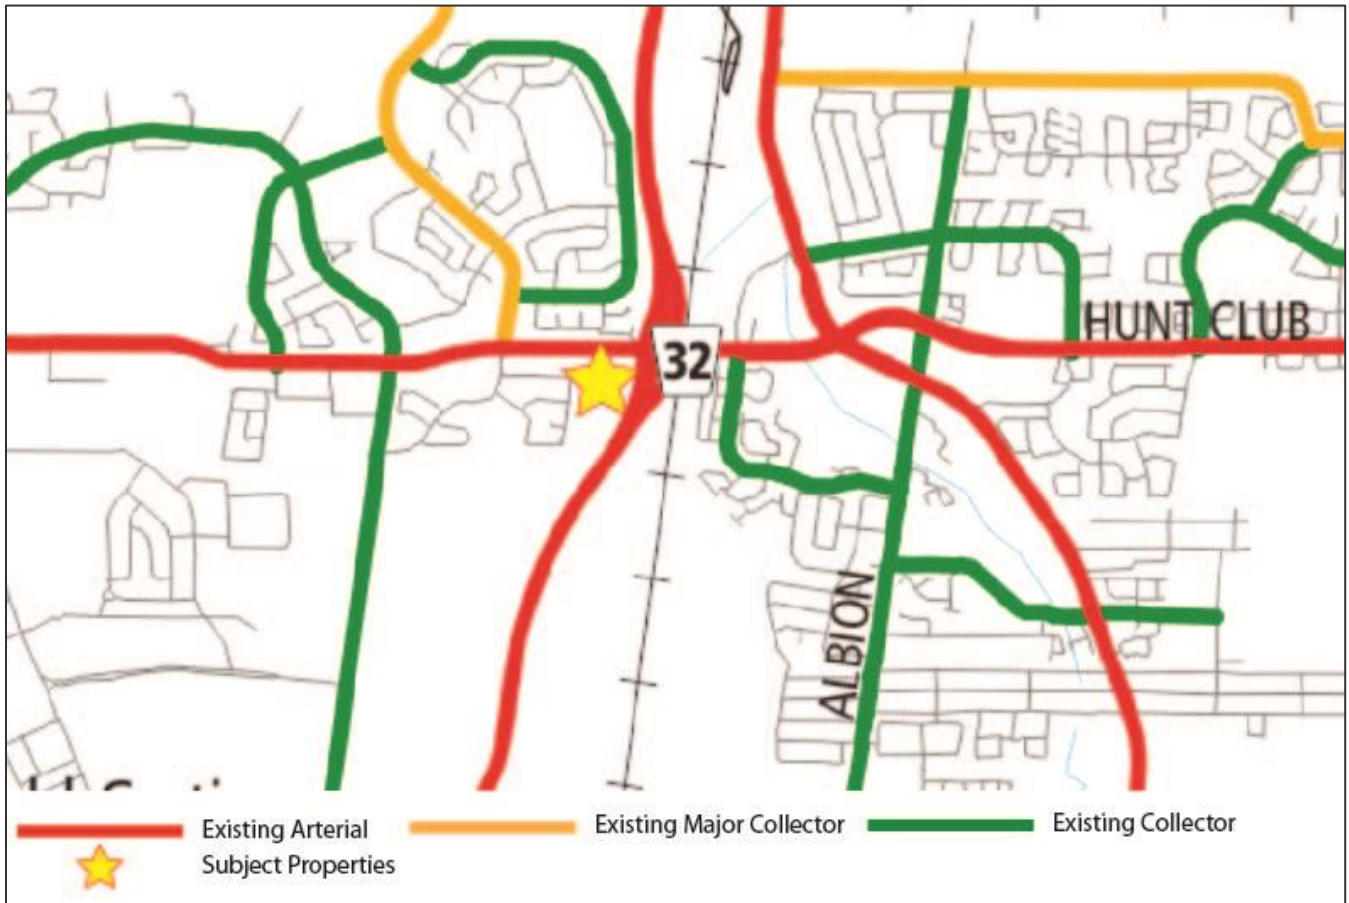 HUNT CLUB
32
ALBION
Existing Arterial
Existing Major Collector
Existing Collector
Subject Properties